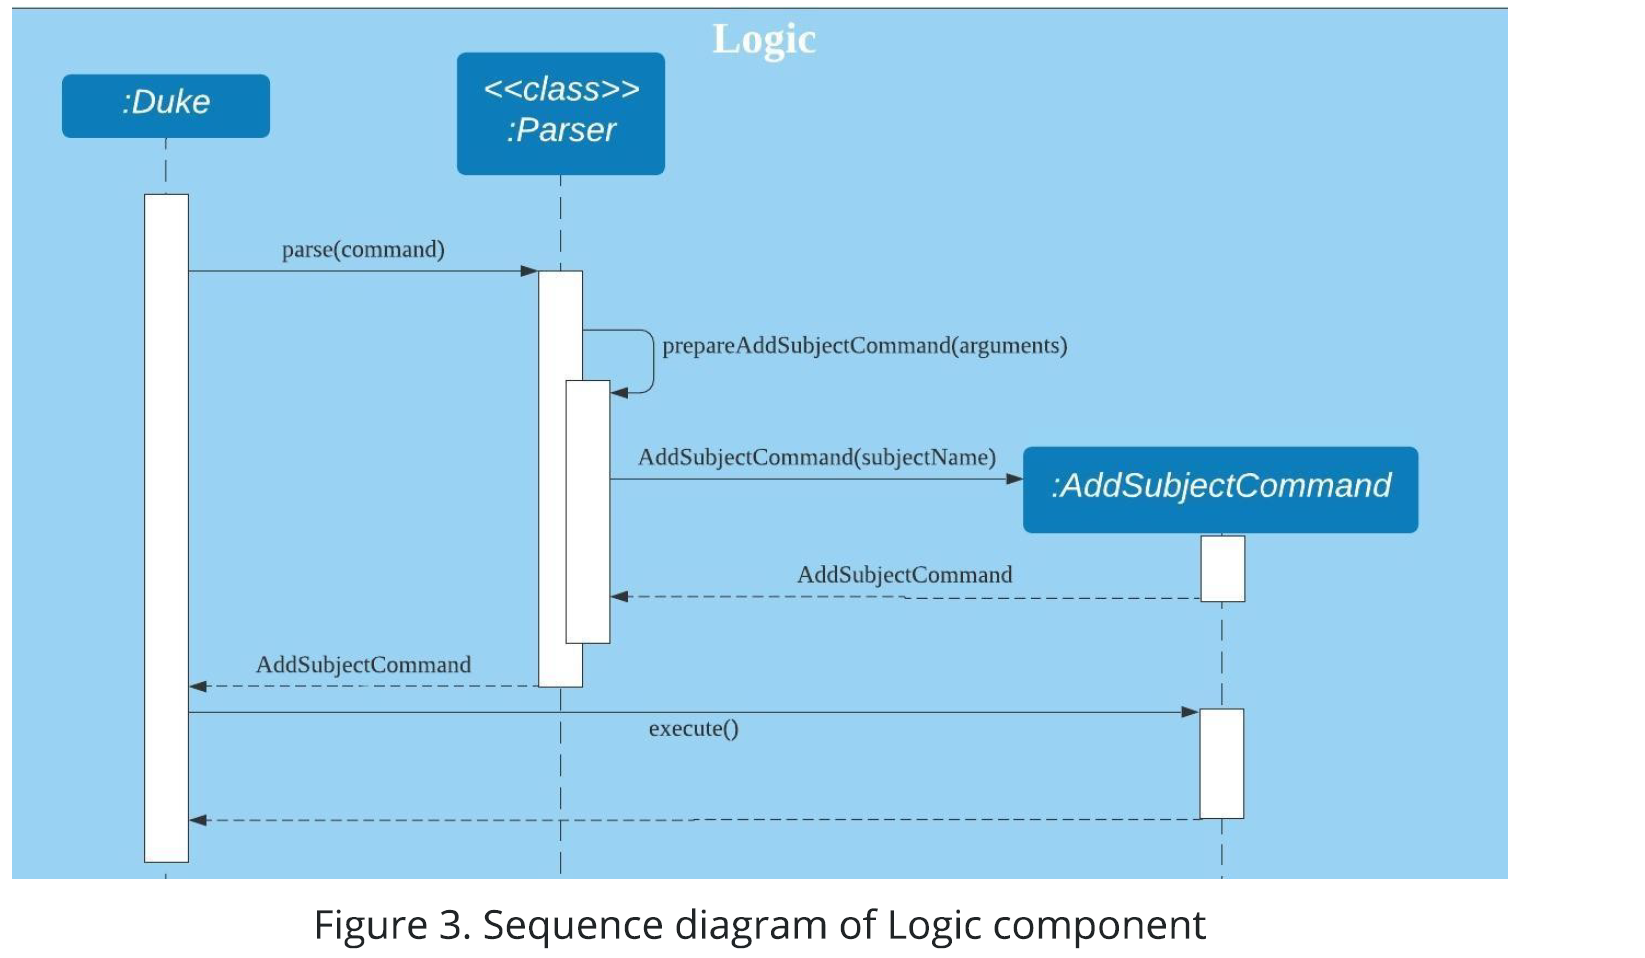 Logic
:Duke
<<class>>
:Parser
parse(command)
prepareAddSubjectCommand(arguments)
AddSubjectCommand(subjectName)
:AddSubjectCommand
AddSubjectCommand
AddSubjectCommand
execute()
Figure 3. Sequence diagram of Logic component